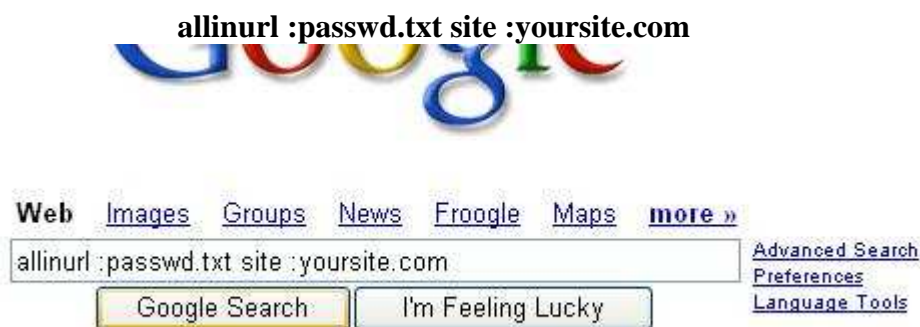 allinurl :passwd.txt site :yoursite.com
Google
Web Images Groups News Froogle Maps more »
allinurl :passwd.txt site :yoursite.com
Advanced Search
Preferences
Language Tools
Google Search I'm Feeling Lucky